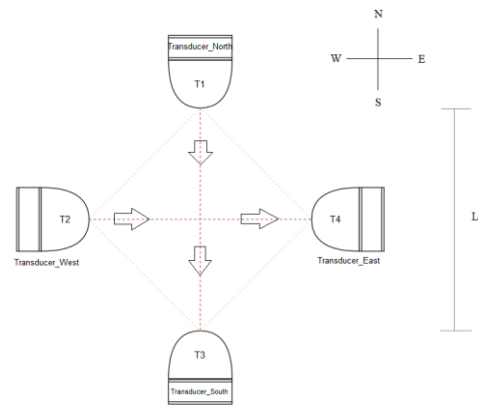 N
Transducer_North
W
E
T1
S
T2
T4
L
Transducer_West
Transducer_East
T3
Transducer_South